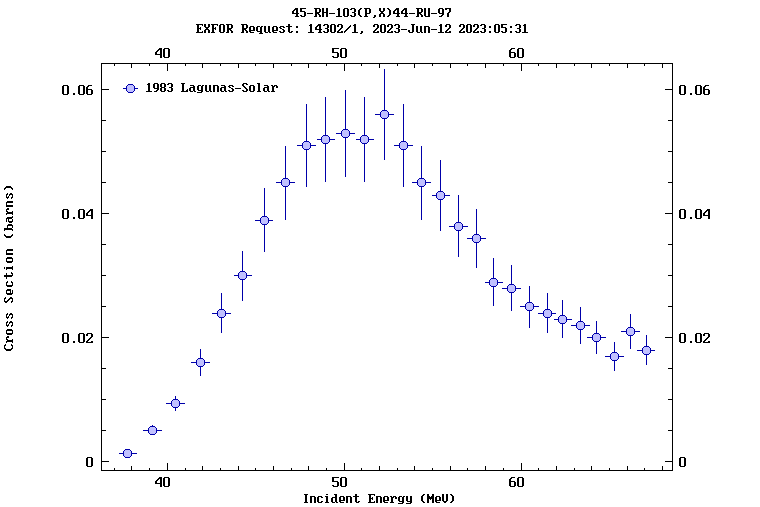 45-RH-103(P,X)44-RU-97
EXFOR Request: 14302/1, 2023-Jun-12 2023:05:31
40 50 60
0.06 1983 Lagunas-Solar 0.06
0.04 0.04
Cross Section (barns)
0.02 0.02
0 0
40 50 60
Incident Energy (MeV)